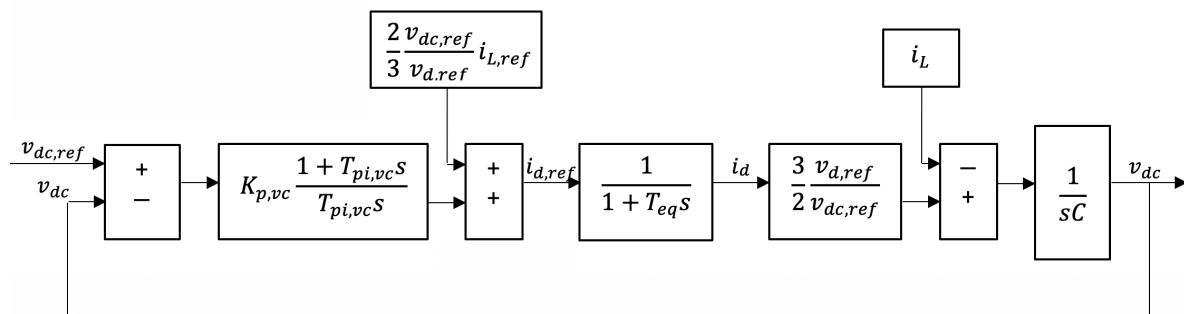 2/3 v_{dc,ref}/v_{d.ref} i_{L,ref}
i_L
v_{dc,ref}
v_{dc}
+
−
K_{p,vc} (1 + T_{pi,vc}s)/(T_{pi,vc}s)
+
+
i_{d,ref}
1/(1 + T_{eq}s)
i_d
3/2 v_{d,ref}/v_{dc,ref}
−
+
1/(sC)
v_{dc}